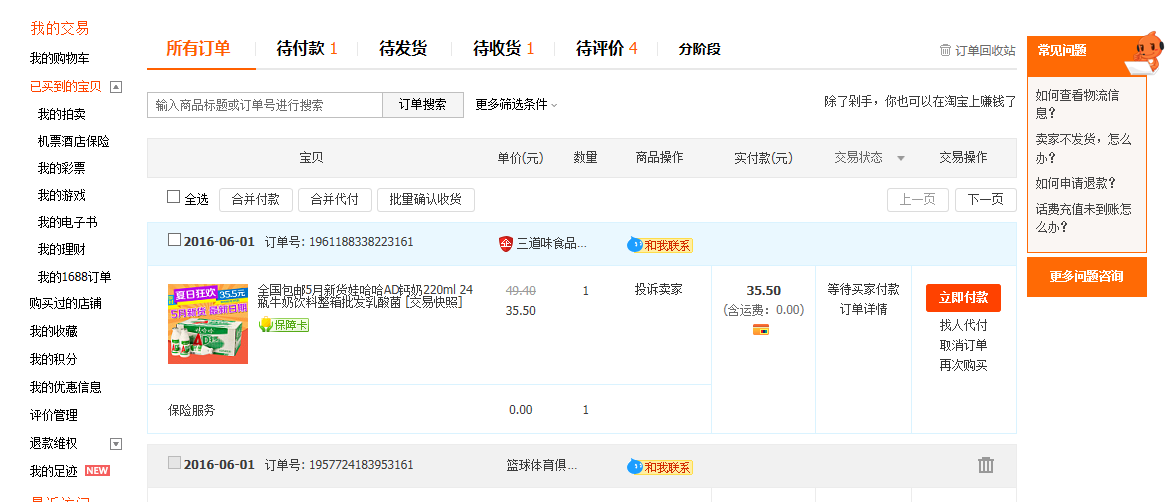 我的交易
我的购物车
已买到的宝贝
我的拍卖
机票酒店保险
我的彩票
我的游戏
我的电子书
我的理财
我的1688订单
购买过的店铺
我的收藏
我的积分
我的优惠信息
评价管理
退款维权
我的足迹 NEW
所有订单 待付款 1 待发货 待收货 1 待评价 4 分阶段 订单回收站
输入商品标题或订单号进行搜索 订单搜索 更多筛选条件 除了剁手，你也可以在淘宝上赚钱了
宝贝 单价(元) 数量 商品操作 实付款(元) 交易状态 交易操作
全选 合并付款 合并代付 批量确认收货 上一页 下一页
2016-06-01 订单号: 1961188338223161 企 三道味食品... 和我联系
夏日狂欢 35.5元
5月新货 最新日期
全国包邮5月新货娃哈哈AD钙奶220ml 24 49.40 1 投诉卖家 35.50 等待买家付款 立即付款
瓶牛奶饮料整箱批发乳酸菌 [交易快照] 35.50 (含运费：0.00) 订单详情
保障卡 找人代付
取消订单
再次购买
保险服务 0.00 1
2016-06-01 订单号: 1957724183953161 篮球体育俱... 和我联系
常见问题
如何查看物流信
息？
卖家不发货，怎么
办？
如何申请退款？
话费充值未到账怎
么办？
更多问题咨询